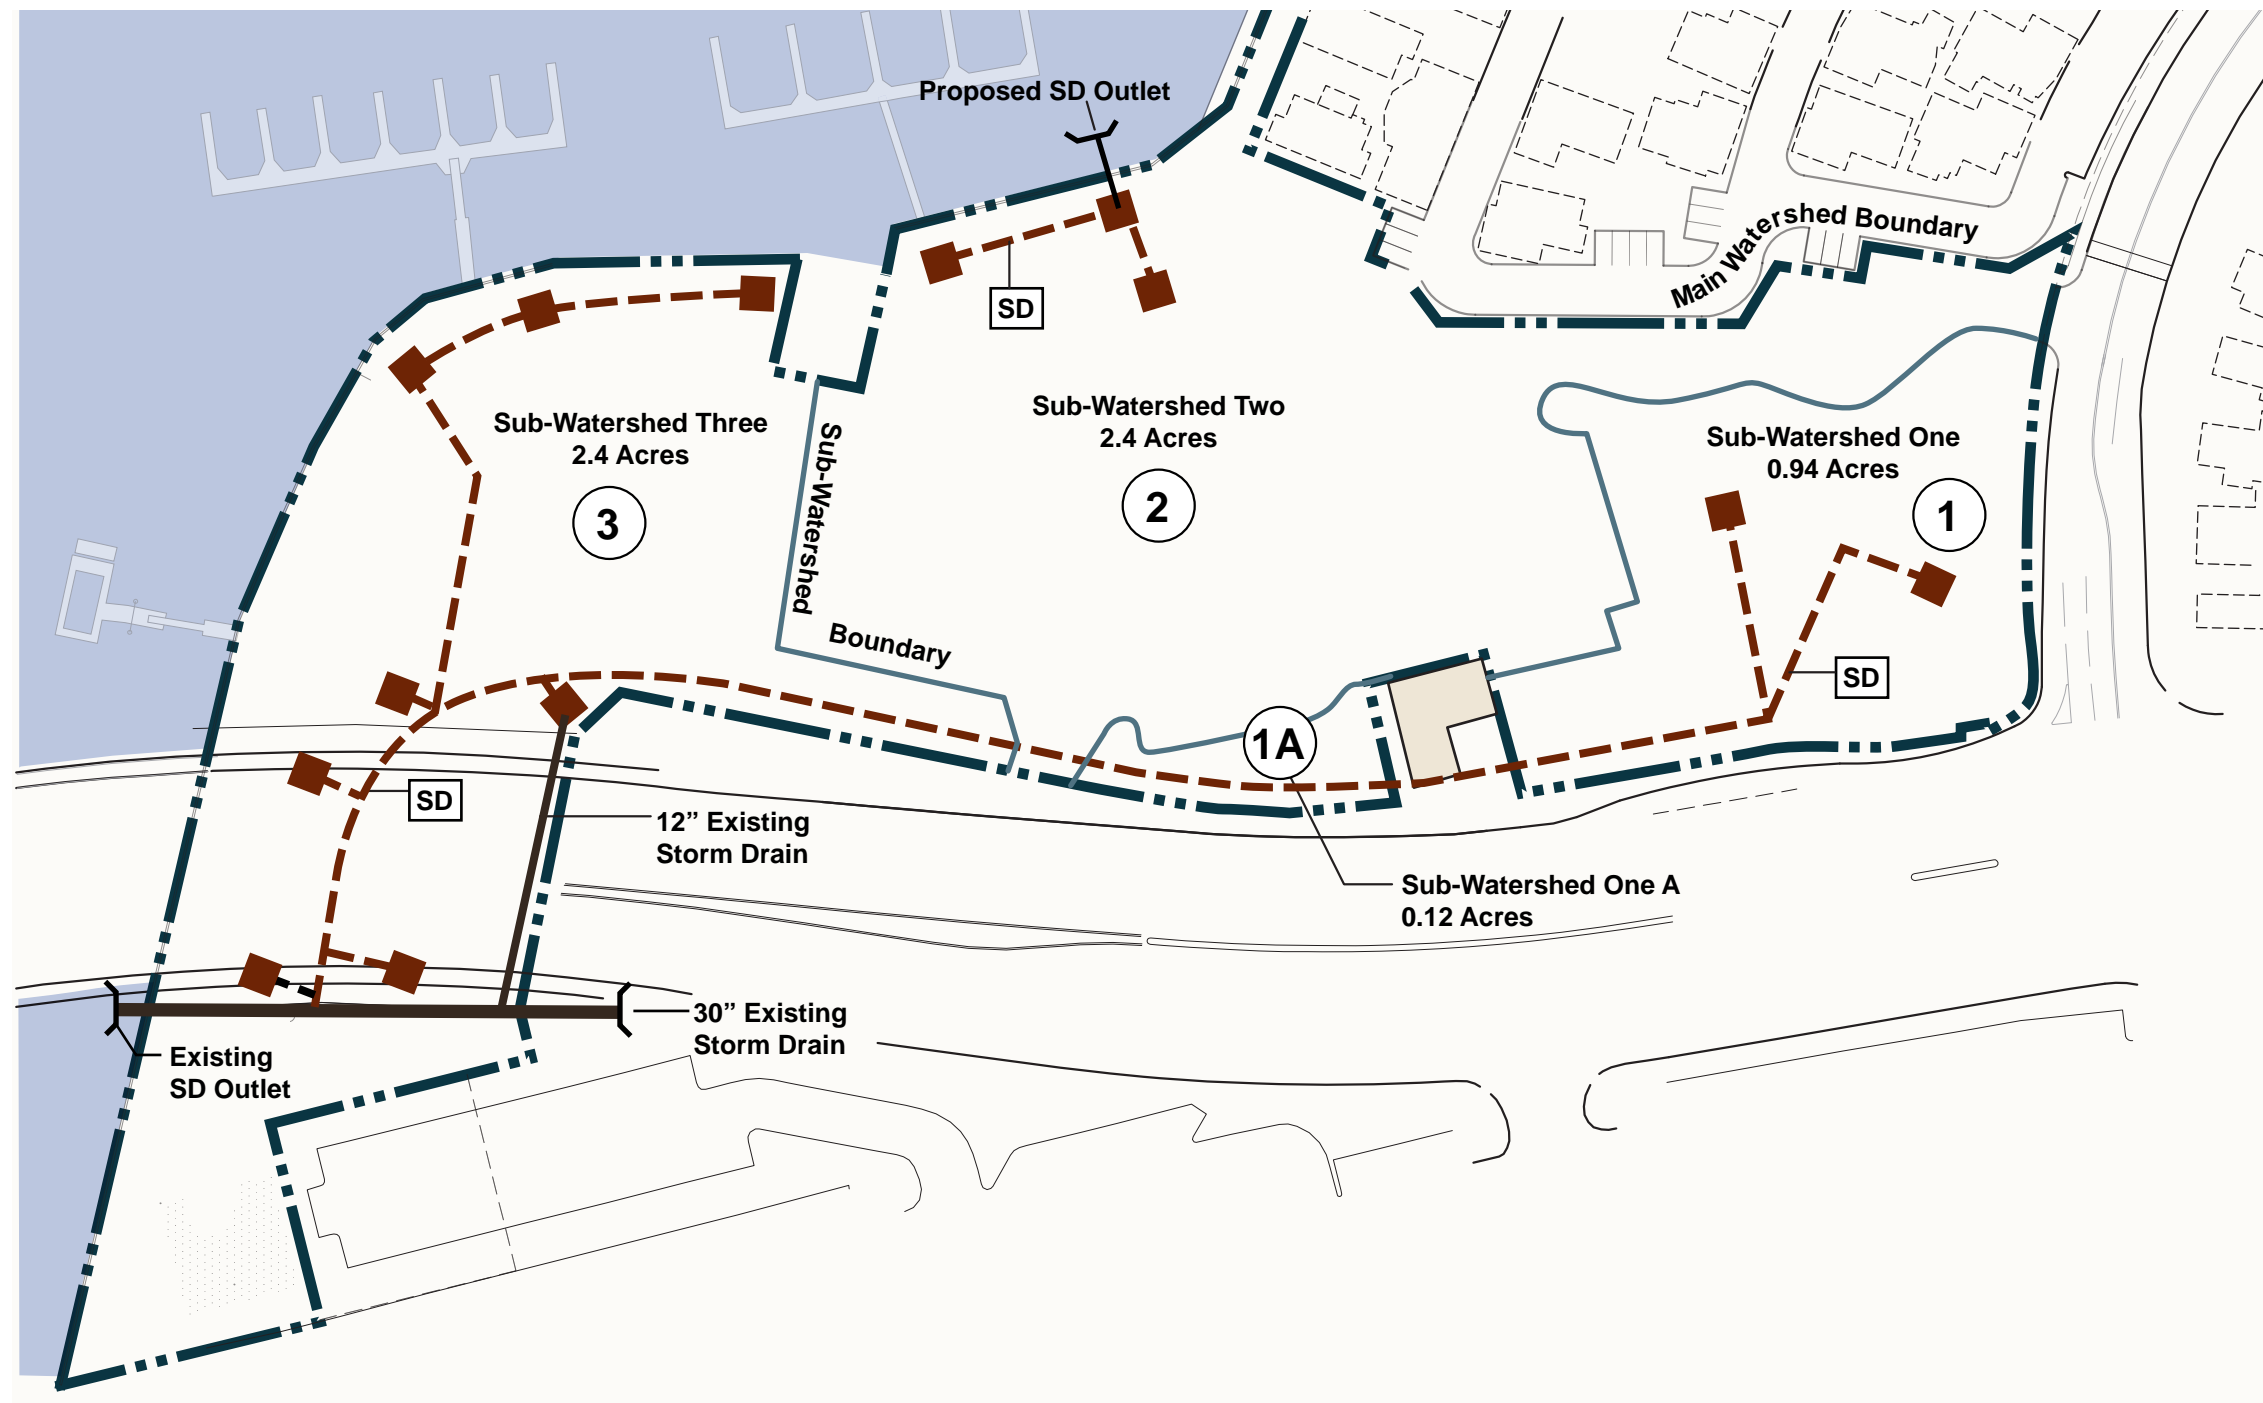 Proposed SD Outlet
SD
Main Watershed Boundary
Sub-Watershed Three
2.4 Acres
3
Sub-Watershed Two
2.4 Acres
2
Sub-Watershed One
0.94 Acres
1
Sub-Watershed
Boundary
SD
1A
SD
12” Existing
Storm Drain
Sub-Watershed One A
0.12 Acres
30” Existing
Storm Drain
Existing
SD Outlet